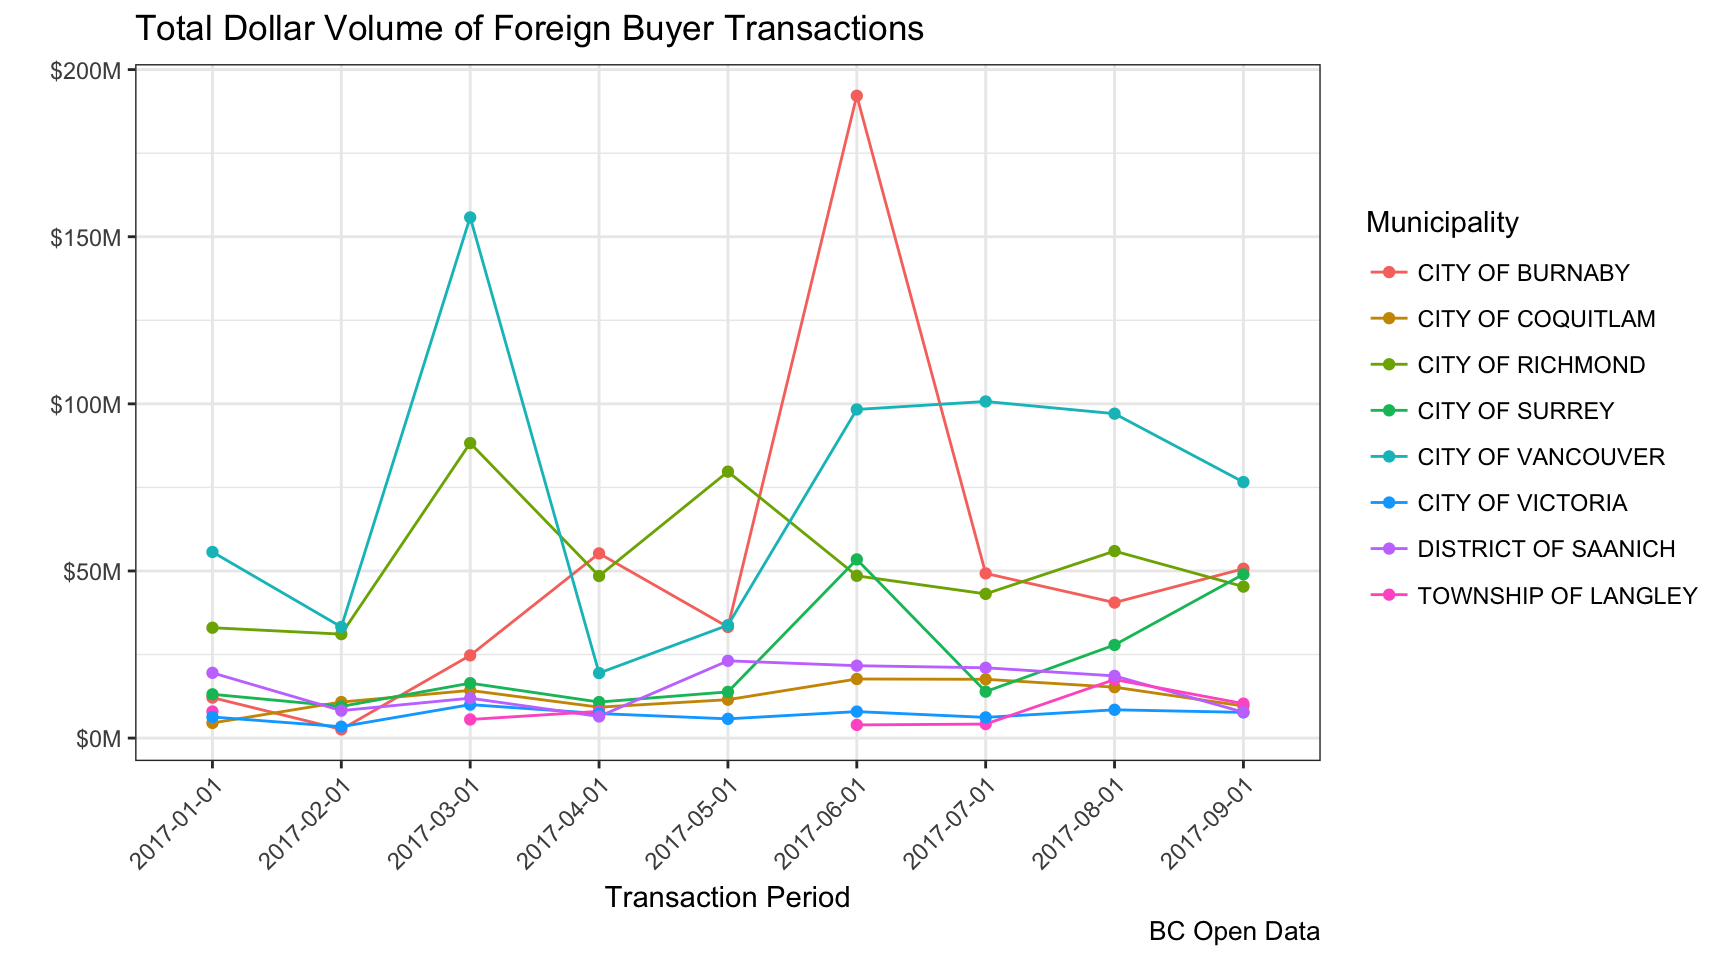 Total Dollar Volume of Foreign Buyer Transactions
$200M
$150M
$100M
$50M
$0M
2017-01-01
2017-02-01
2017-03-01
2017-04-01
2017-05-01
2017-06-01
2017-07-01
2017-08-01
2017-09-01
Transaction Period
BC Open Data
Municipality
CITY OF BURNABY
CITY OF COQUITLAM
CITY OF RICHMOND
CITY OF SURREY
CITY OF VANCOUVER
CITY OF VICTORIA
DISTRICT OF SAANICH
TOWNSHIP OF LANGLEY